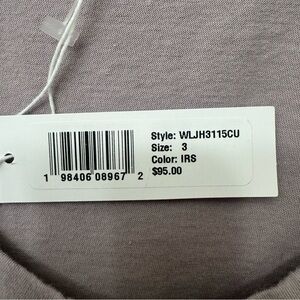 Style: WLJH3115CU
Size: 3
Color: IRS
$95.00
1 98406 08967 2